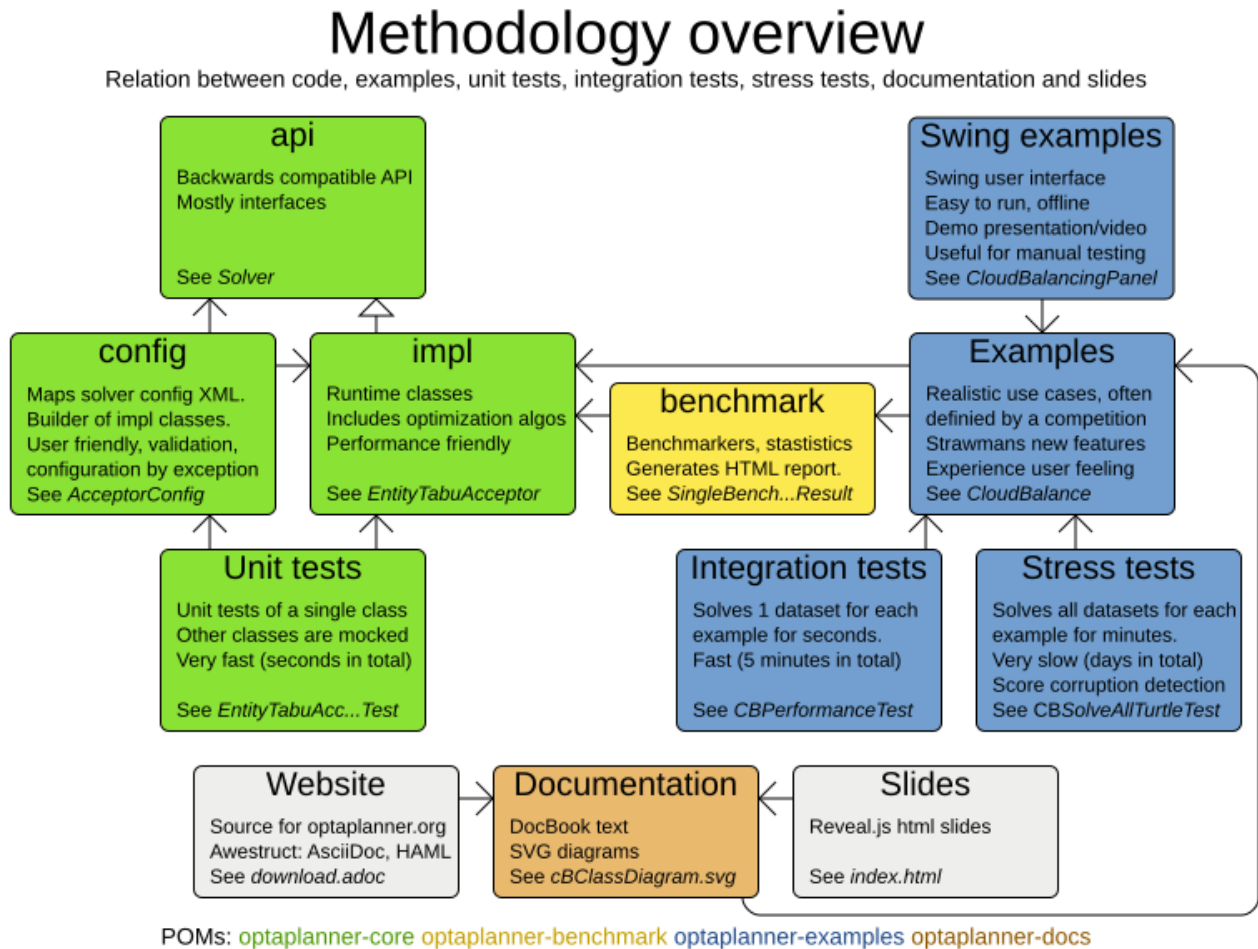 Methodology overview
Relation between code, examples, unit tests, integration tests, stress tests, documentation and slides
api
Backwards compatible API
Mostly interfaces
See Solver
Swing examples
Swing user interface
Easy to run, offline
Demo presentation/video
Useful for manual testing
See CloudBalancingPanel
config
Maps solver config XML.
Builder of impl classes.
User friendly, validation,
configuration by exception
See AcceptorConfig
impl
Runtime classes
Includes optimization algos
Performance friendly
See EntityTabuAcceptor
benchmark
Benchmarkers, stastistics
Generates HTML report.
See SingleBench...Result
Examples
Realistic use cases, often
definied by a competition
Strawmans new features
Experience user feeling
See CloudBalance
Unit tests
Unit tests of a single class
Other classes are mocked
Very fast (seconds in total)
See EntityTabuAcc...Test
Integration tests
Solves 1 dataset for each
example for seconds.
Fast (5 minutes in total)
See CBPerformanceTest
Stress tests
Solves all datasets for each
example for minutes.
Very slow (days in total)
Score corruption detection
See CBSolveAllTurtleTest
Website
Source for optaplanner.org
Awestruct: AsciiDoc, HAML
See download.adoc
Documentation
DocBook text
SVG diagrams
See cBClassDiagram.svg
Slides
Reveal.js html slides
See index.html
POMs: optaplanner-core optaplanner-benchmark optaplanner-examples optaplanner-docs